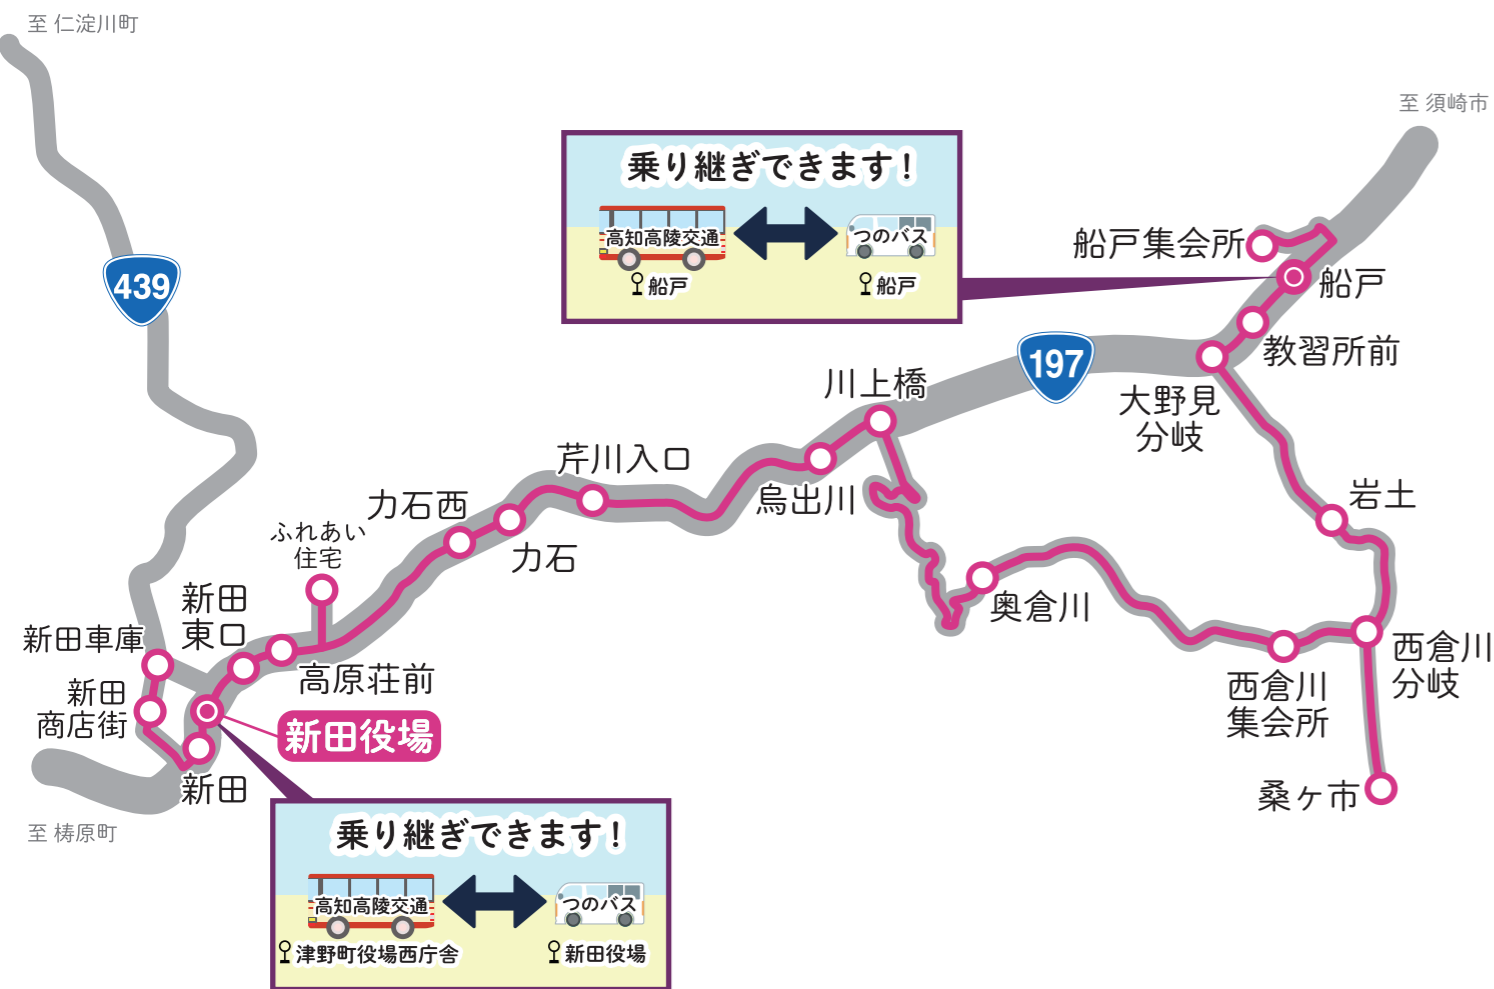 至 仁淀川町
至 須崎市
乗り継ぎできます!
高知高陵交通
つのバス
船戸
船戸
船戸集会所
船戸
439
197
教習所前
川上橋
大野見
分岐
芹川入口
力石西
烏出川
岩土
ふれあい
住宅
力石
新田
東口
奥倉川
新田車庫
高原荘前
西倉川
分岐
新田
商店街
西倉川
集会所
新田役場
新田
桑ヶ市
至 梼原町
乗り継ぎできます!
高知高陵交通
つのバス
津野町役場西庁舎
新田役場